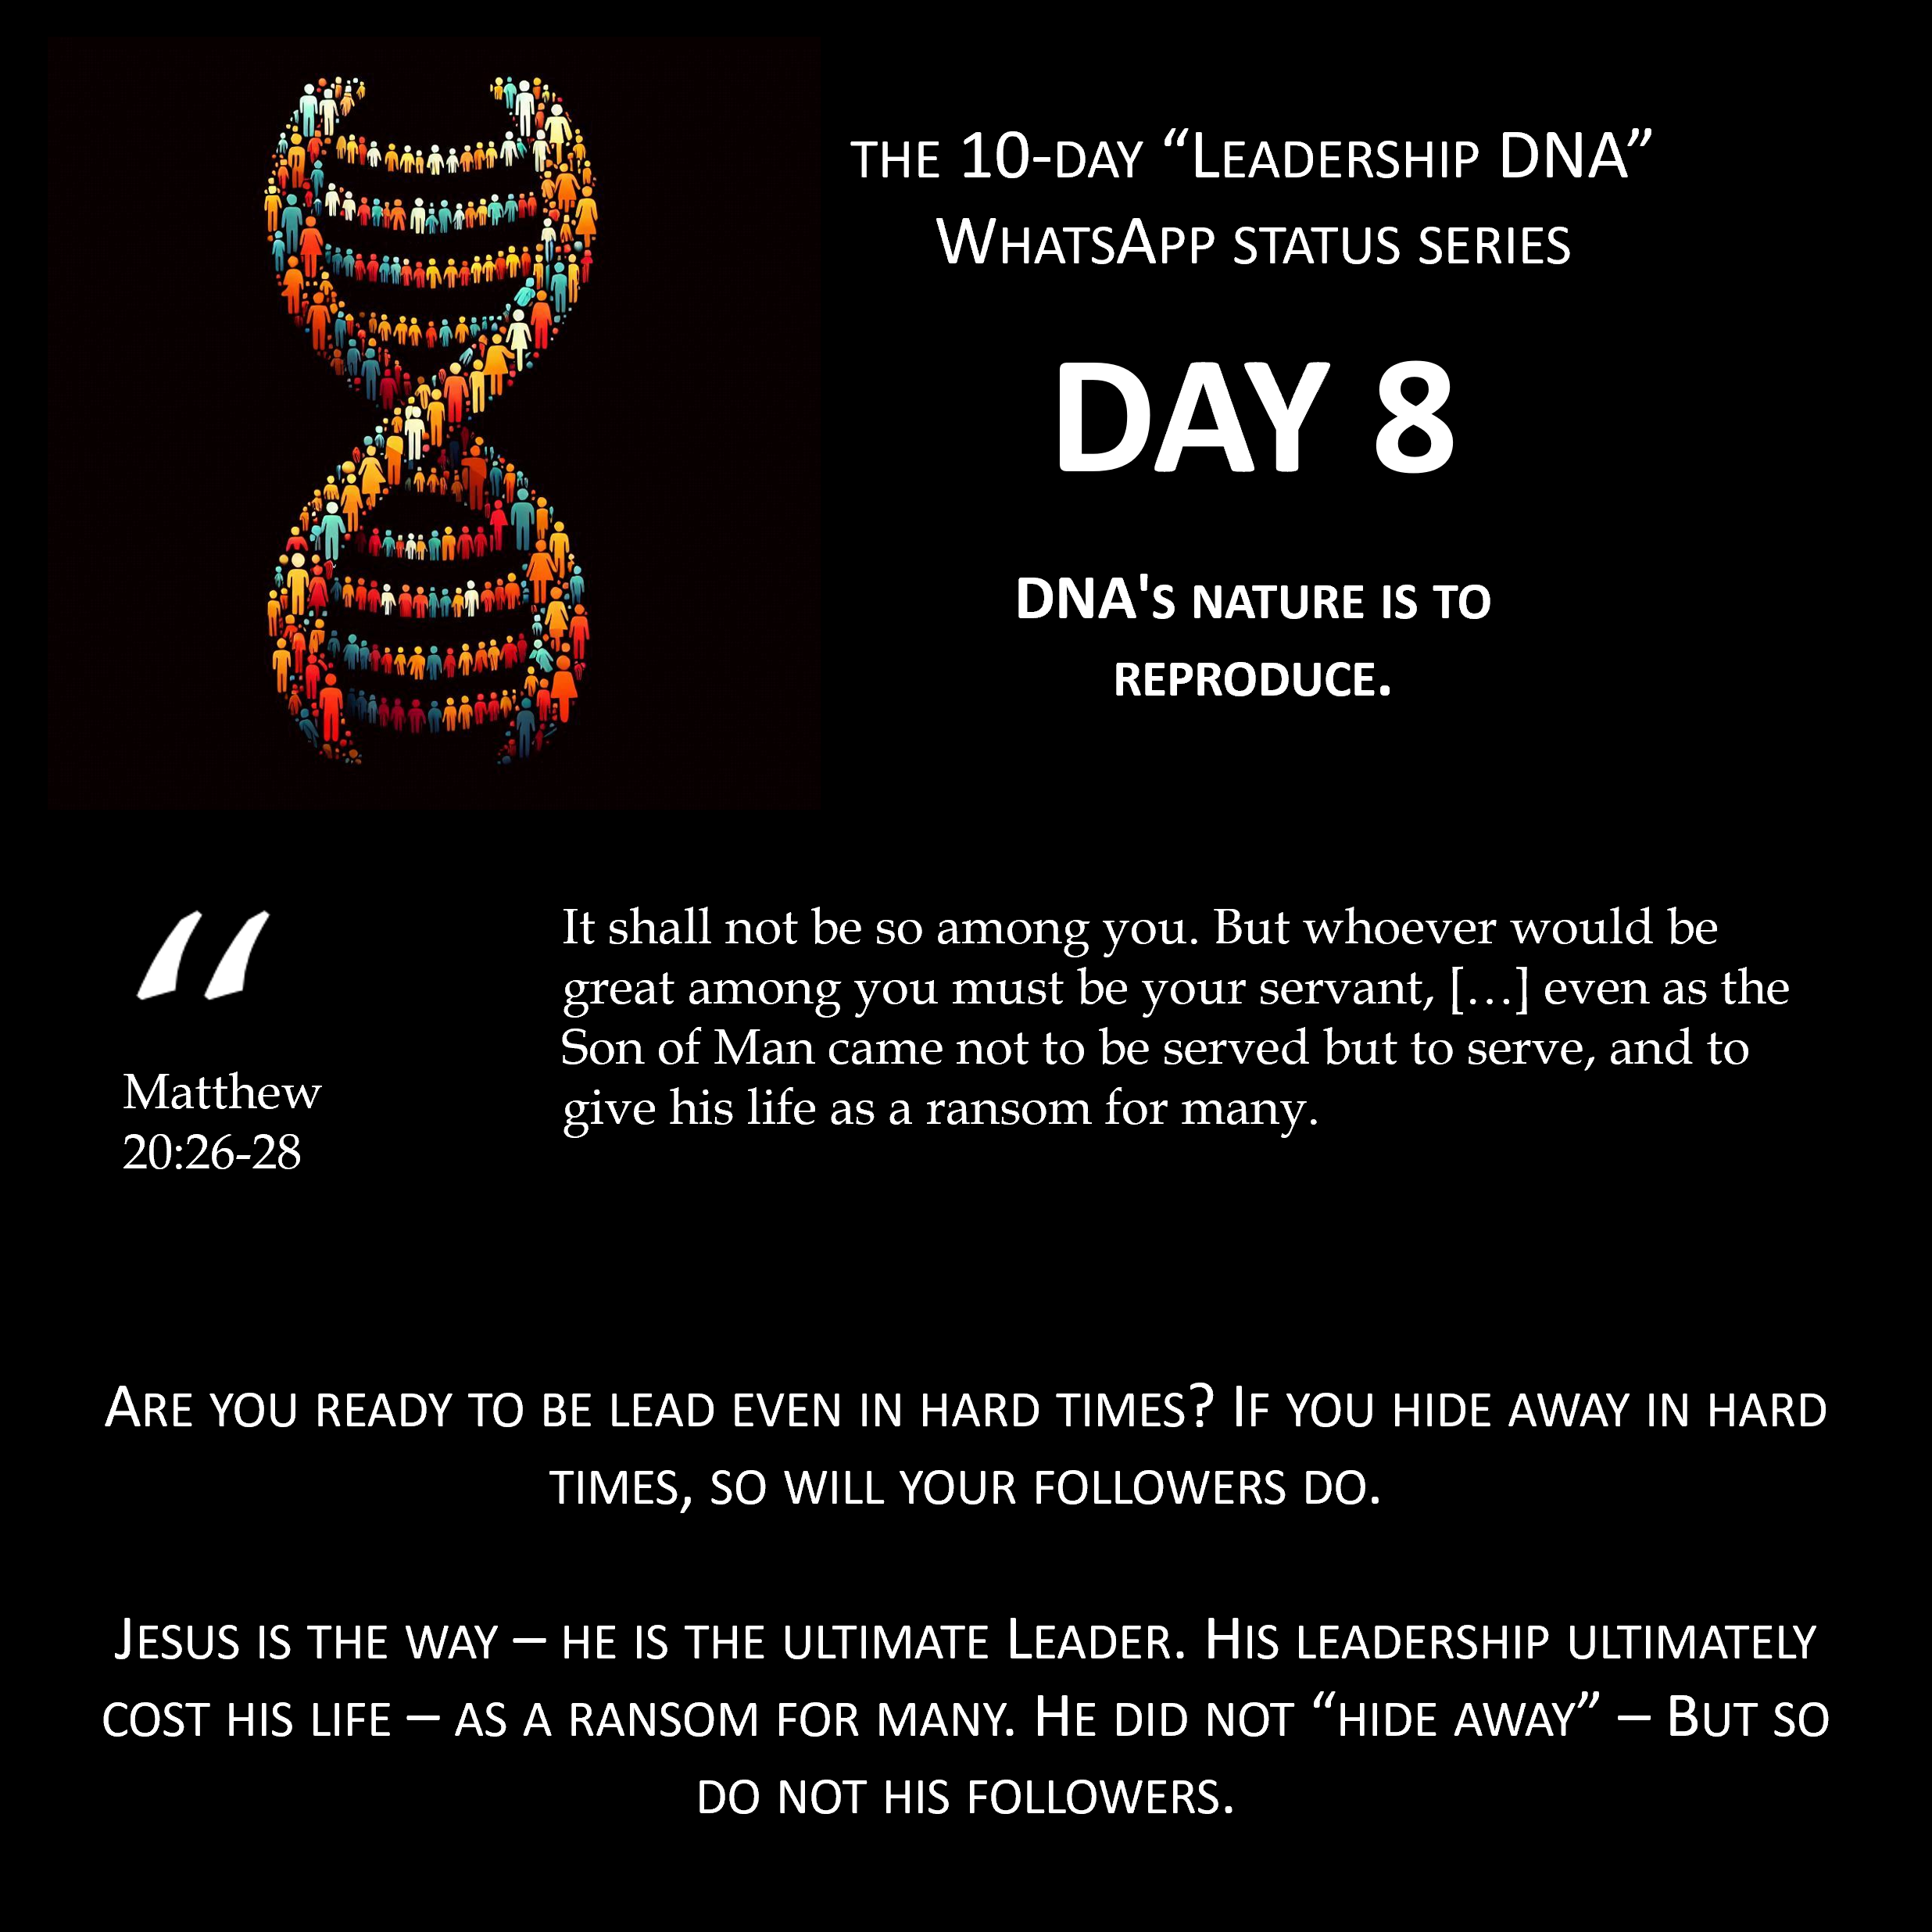 THE 10-DAY “LEADERSHIP DNA”
WHATSAPP STATUS SERIES
DAY 8
DNA'S NATURE IS TO
REPRODUCE.
“
Matthew
20:26-28
It shall not be so among you. But whoever would be
great among you must be your servant, […] even as the
Son of Man came not to be served but to serve, and to
give his life as a ransom for many.
ARE YOU READY TO BE LEAD EVEN IN HARD TIMES? IF YOU HIDE AWAY IN HARD
TIMES, SO WILL YOUR FOLLOWERS DO.
JESUS IS THE WAY – HE IS THE ULTIMATE LEADER. HIS LEADERSHIP ULTIMATELY
COST HIS LIFE – AS A RANSOM FOR MANY. HE DID NOT “HIDE AWAY” – BUT SO
DO NOT HIS FOLLOWERS.